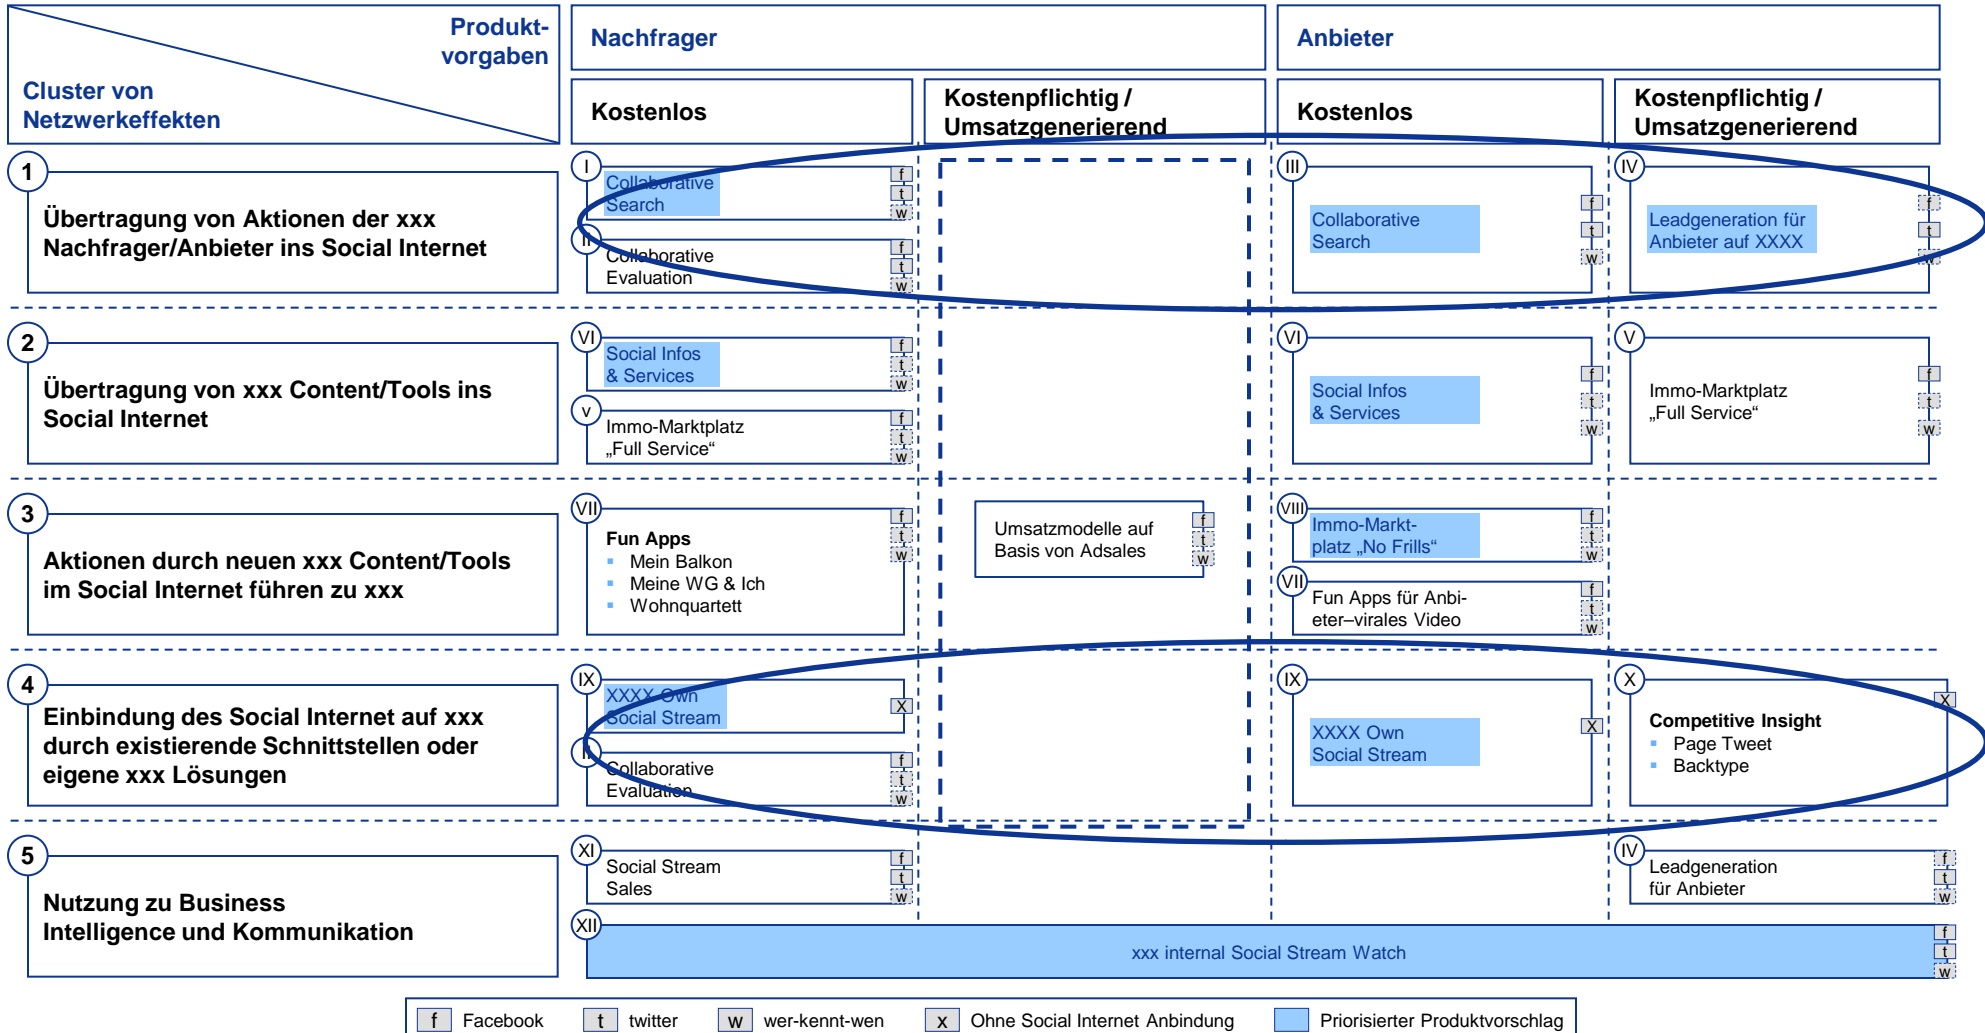 Produkt-
vorgaben
Cluster von
Netzwerkeffekten
Nachfrager
Anbieter
Kostenlos
Kostenpflichtig /
Umsatzgenerierend
Kostenlos
Kostenpflichtig /
Umsatzgenerierend
1
Übertragung von Aktionen der xxx
Nachfrager/Anbieter ins Social Internet
I
Collaborative
Search
f
t
w
II
Collaborative
Evaluation
f
t
w
III
Collaborative
Search
f
t
w
IV
Leadgeneration für
Anbieter auf XXXX
f
t
w
2
Übertragung von xxx Content/Tools ins
Social Internet
VI
Social Infos
& Services
f
t
w
v
Immo-Marktplatz
„Full Service“
f
t
w
VI
Social Infos
& Services
f
t
w
V
Immo-Marktplatz
„Full Service“
f
t
w
3
Aktionen durch neuen xxx Content/Tools
im Social Internet führen zu xxx
VII
Fun Apps
Mein Balkon
Meine WG & Ich
Wohnquartett
f
t
w
Umsatzmodelle auf
Basis von Adsales
f
t
w
VIII
Immo-Markt-
platz „No Frills“
f
t
w
VII
Fun Apps für Anbi-
eter–virales Video
f
t
w
4
Einbindung des Social Internet auf xxx
durch existierende Schnittstellen oder
eigene xxx Lösungen
IX
XXXX Own
Social Stream
X
II
Collaborative
Evaluation
f
t
w
IX
XXXX Own
Social Stream
X
X
Competitive Insight
Page Tweet
Backtype
X
5
Nutzung zu Business
Intelligence und Kommunikation
XI
Social Stream
Sales
f
t
w
IV
Leadgeneration
für Anbieter
f
t
w
XII
xxx internal Social Stream Watch
f
t
w
f Facebook t twitter w wer-kennt-wen x Ohne Social Internet Anbindung Priorisierter Produktvorschlag